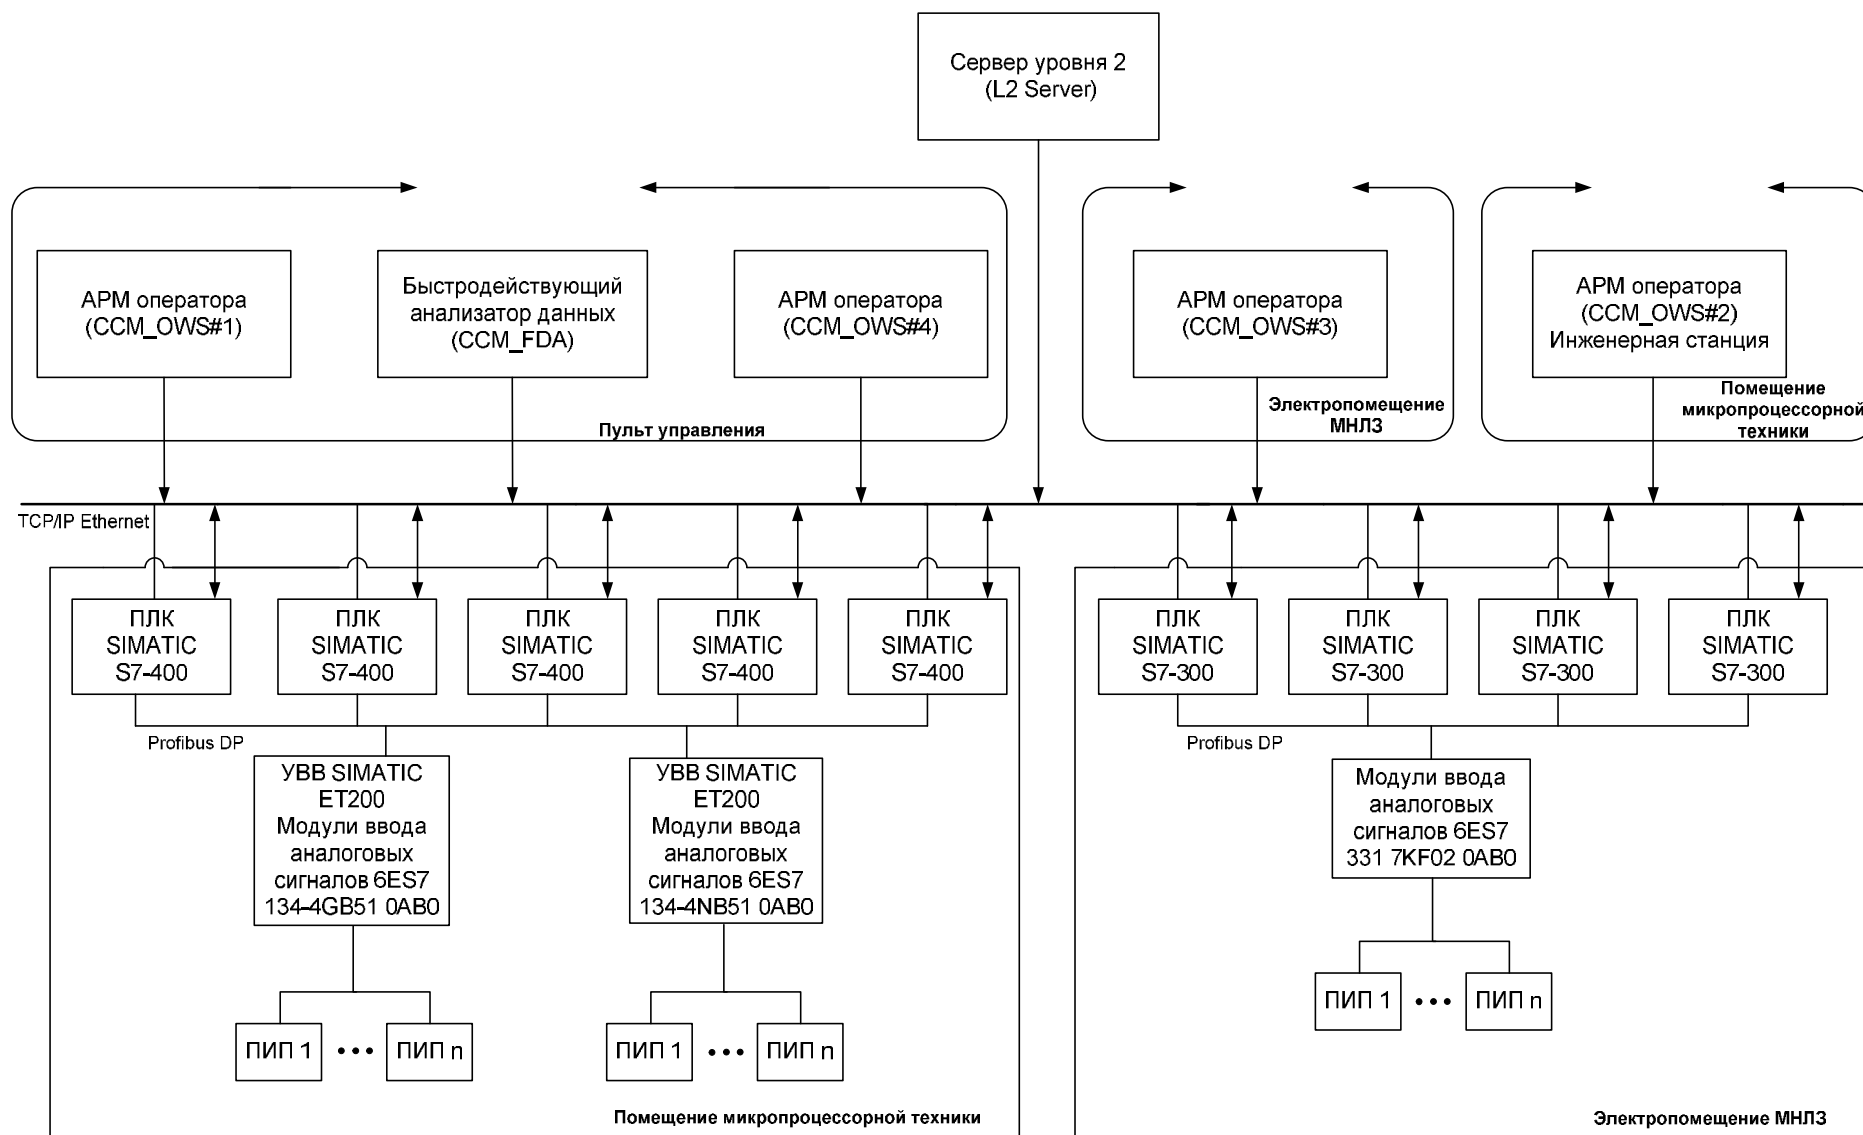 Сервер уровня 2
(L2 Server)
АРМ оператора
(CCM_OWS#1)
Быстродействующий
анализатор данных
(CCM_FDA)
АРМ оператора
(CCM_OWS#4)
АРМ оператора
(CCM_OWS#3)
АРМ оператора
(CCM_OWS#2)
Инженерная станция
Пульт управления
Электропомещение
МНЛЗ
Помещение
микропроцессорной
техники
TCP/IP Ethernet
ПЛК
SIMATIC
S7-400
ПЛК
SIMATIC
S7-400
ПЛК
SIMATIC
S7-400
ПЛК
SIMATIC
S7-400
ПЛК
SIMATIC
S7-400
ПЛК
SIMATIC
S7-300
ПЛК
SIMATIC
S7-300
ПЛК
SIMATIC
S7-300
ПЛК
SIMATIC
S7-300
Profibus DP
Profibus DP
УВВ SIMATIC
ET200
Модули ввода
аналоговых
сигналов 6ES7
134-4GB51 0AB0
УВВ SIMATIC
ET200
Модули ввода
аналоговых
сигналов 6ES7
134-4NB51 0AB0
Модули ввода
аналоговых
сигналов 6ES7
331 7KF02 0AB0
ПИП 1 ••• ПИП n
ПИП 1 ••• ПИП n
ПИП 1 ••• ПИП n
Помещение микропроцессорной техники
Электропомещение МНЛЗ